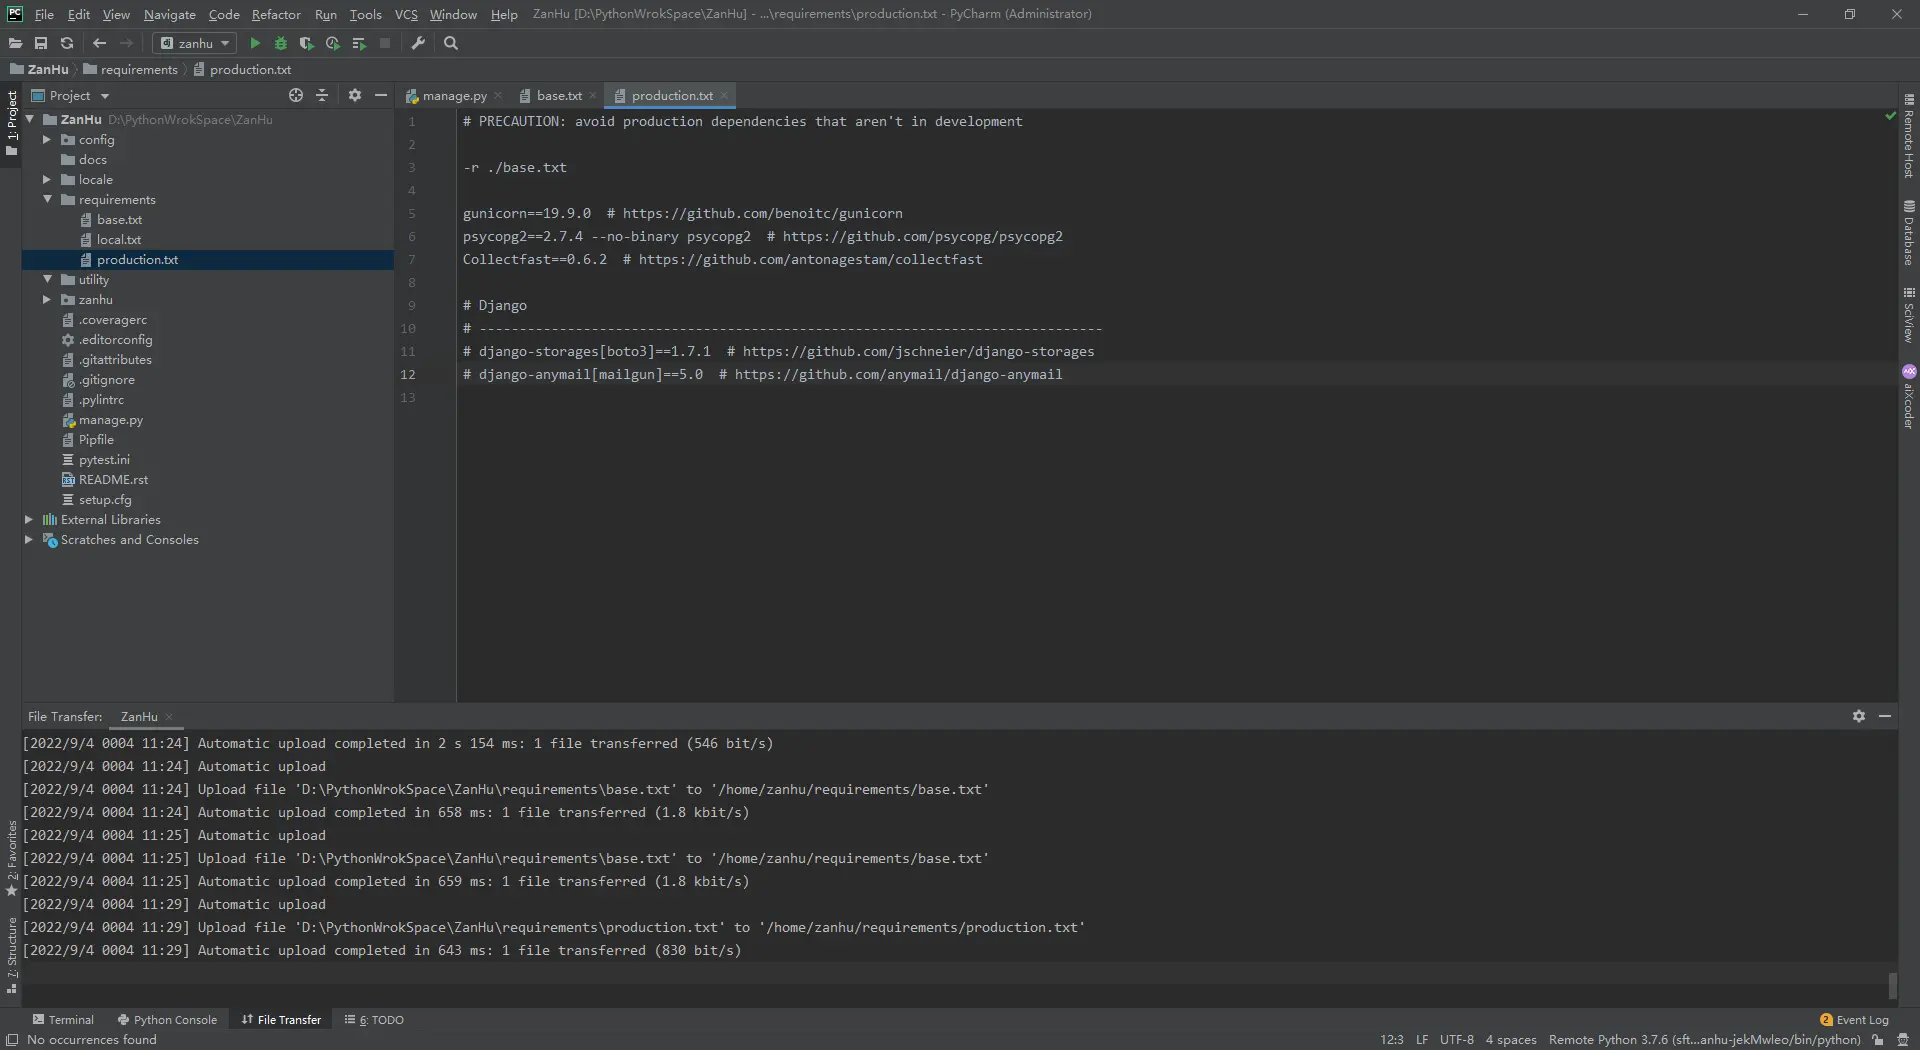 PC File Edit View Navigate Code Refactor Run Tools VCS Window Help ZanHu [D:\PythonWrokSpace\ZanHu] - ...\requirements\production.txt - PyCharm (Administrator)
zanhu
ZanHu requirements production.txt
Project
manage.py base.txt production.txt
1: Project
ZanHu D:\PythonWrokSpace\ZanHu
config
docs
locale
requirements
base.txt
local.txt
production.txt
utility
zanhu
.coveragerc
.editorconfig
.gitattributes
.gitignore
.pylintrc
manage.py
Pipfile
pytest.ini
README.rst
setup.cfg
External Libraries
Scratches and Consoles
1 # PRECAUTION: avoid production dependencies that aren't in development
2
3 -r ./base.txt
4
5 gunicorn==19.9.0  # https://github.com/benoitc/gunicorn
6 psycopg2==2.7.4 --no-binary psycopg2  # https://github.com/psycopg/psycopg2
7 Collectfast==0.6.2  # https://github.com/antonagestam/collectfast
8
9 # Django
10 # ------------------------------------------------------------------------------
11 # django-storages[boto3]==1.7.1  # https://github.com/jschneier/django-storages
12 # django-anymail[mailgun]==5.0  # https://github.com/anymail/django-anymail
13
Remote Host
Database
SciView
aiXcoder
File Transfer: ZanHu
[2022/9/4 0004 11:24] Automatic upload completed in 2 s 154 ms: 1 file transferred (546 bit/s)
[2022/9/4 0004 11:24] Automatic upload
[2022/9/4 0004 11:24] Upload file 'D:\PythonWrokSpace\ZanHu\requirements\base.txt' to '/home/zanhu/requirements/base.txt'
[2022/9/4 0004 11:24] Automatic upload completed in 658 ms: 1 file transferred (1.8 kbit/s)
[2022/9/4 0004 11:25] Automatic upload
[2022/9/4 0004 11:25] Upload file 'D:\PythonWrokSpace\ZanHu\requirements\base.txt' to '/home/zanhu/requirements/base.txt'
[2022/9/4 0004 11:25] Automatic upload completed in 659 ms: 1 file transferred (1.8 kbit/s)
[2022/9/4 0004 11:29] Automatic upload
[2022/9/4 0004 11:29] Upload file 'D:\PythonWrokSpace\ZanHu\requirements\production.txt' to '/home/zanhu/requirements/production.txt'
[2022/9/4 0004 11:29] Automatic upload completed in 643 ms: 1 file transferred (830 bit/s)
2: Favorites
7: Structure
Terminal Python Console File Transfer 6: TODO 2 Event Log
No occurrences found 12:3 LF UTF-8 4 spaces Remote Python 3.7.6 (sft...anhu-jekMwleo/bin/python)